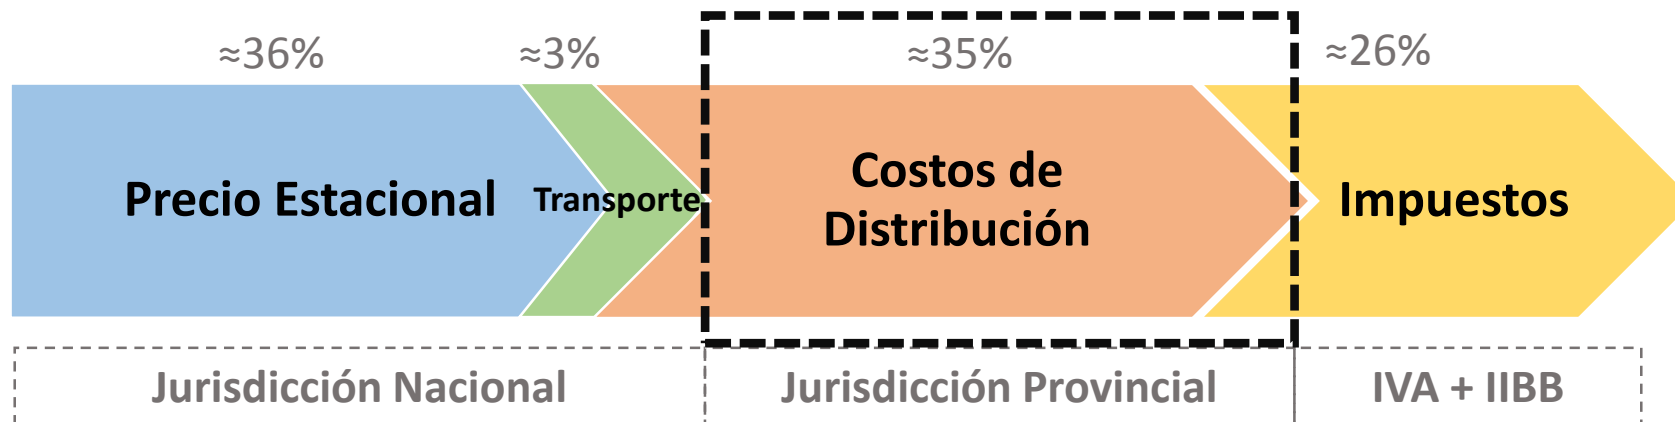 ≈36% ≈3% ≈35% ≈26%
Precio Estacional
Transporte
Costos de
Distribución
Impuestos
Jurisdicción Nacional
Jurisdicción Provincial
IVA + IIBB